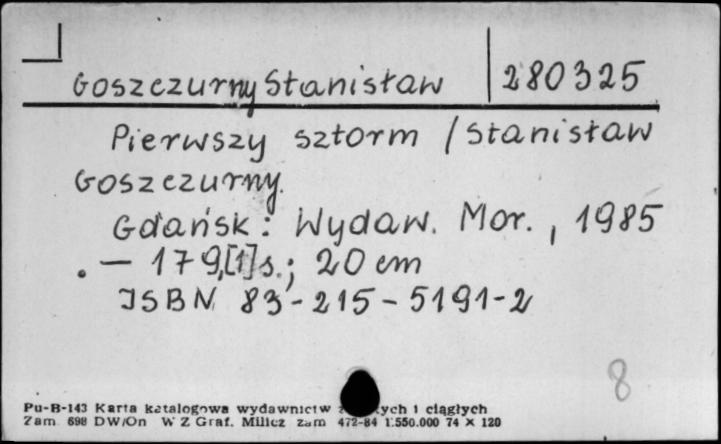 Goszczurny Stanisław 280325
Pierwszy sztorm / Stanisław
Goszczurny.
Gdańsk : Wydaw. Mor., 1985
. — 179,[1]s. ; 20 cm
ISBN 83-215-5191-2
8
Pu-B-143 Karta katalogowa wydawnictw i ciągłych
Zam. 698 DW/On W Z Graf. Milicz zam 472-84 1.550.000 74 × 120